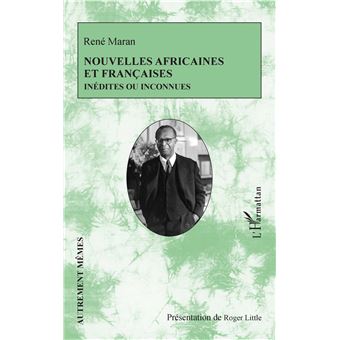 René Maran
NOUVELLES AFRICAINES
ET FRANÇAISES
INÉDITES OU INCONNUES
L'Harmattan
AUTREMENT MÊMES
Présentation de Roger Little